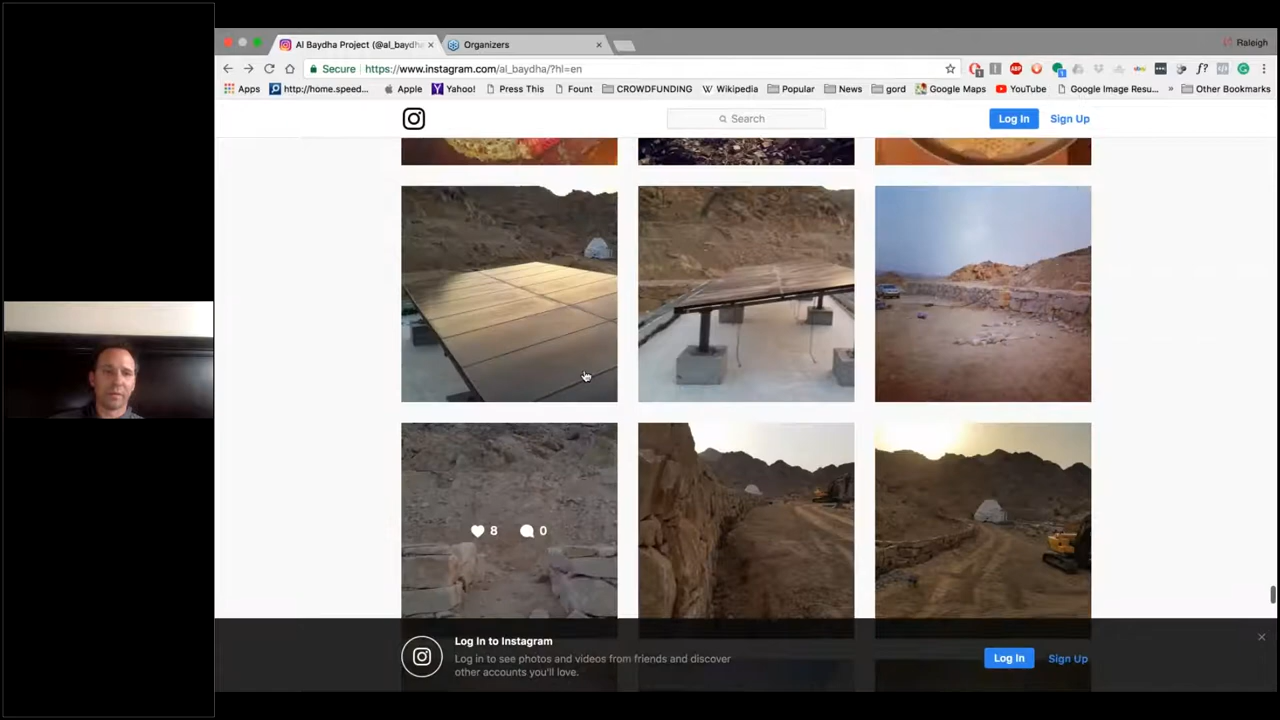 Al Baydha Project (@al_baydh
Organizers
Raleigh
Secure https://www.instagram.com/al_baydha/?hl=en
Apps http://home.speed... Apple Yahoo! Press This Fount CROWDFUNDING Wikipedia Popular News gord Google Maps YouTube Google Image Resu... » Other Bookmarks
Search
Log In Sign Up
8 0
Log In to Instagram
Log in to see photos and videos from friends and discover
other accounts you'll love.
Log In Sign Up